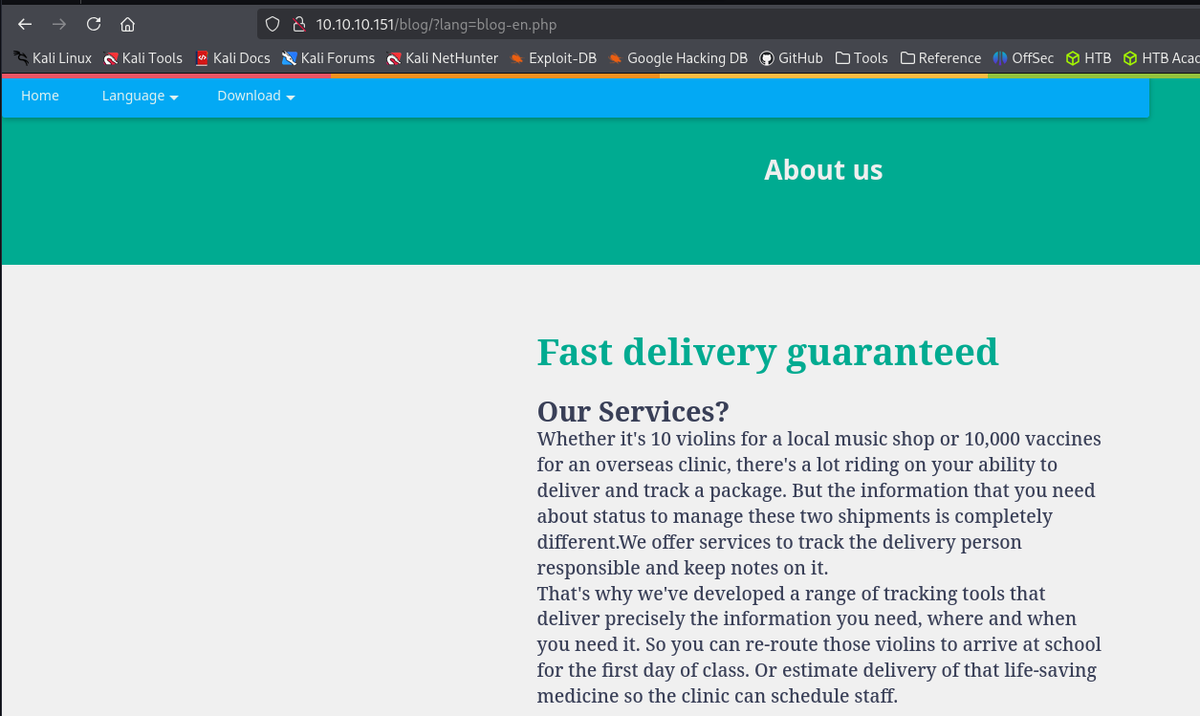 10.10.10.151/blog/?lang=blog-en.php
Kali Linux Kali Tools Kali Docs Kali Forums Kali NetHunter Exploit-DB Google Hacking DB GitHub Tools Reference OffSec HTB HTB Acac
Home Language Download
About us
Fast delivery guaranteed
Our Services?
Whether it's 10 violins for a local music shop or 10,000 vaccines
for an overseas clinic, there's a lot riding on your ability to
deliver and track a package. But the information that you need
about status to manage these two shipments is completely
different.We offer services to track the delivery person
responsible and keep notes on it.
That's why we've developed a range of tracking tools that
deliver precisely the information you need, where and when
you need it. So you can re-route those violins to arrive at school
for the first day of class. Or estimate delivery of that life-saving
medicine so the clinic can schedule staff.